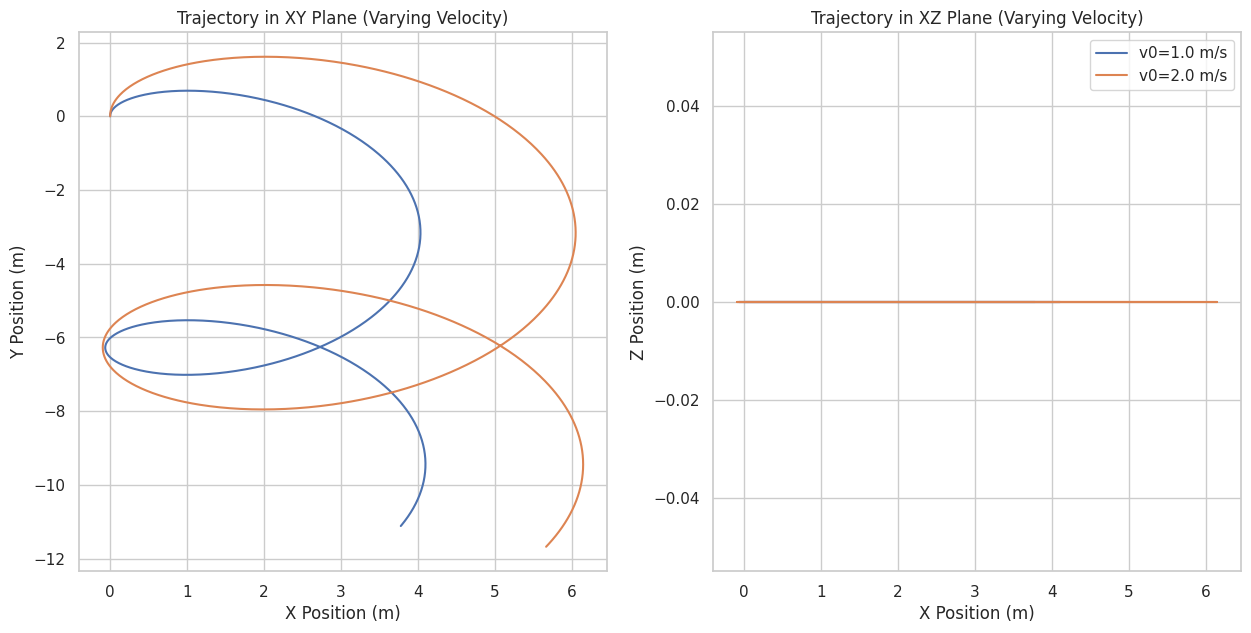 Trajectory in XY Plane (Varying Velocity)
2
0
−2
−4
−6
−8
−10
−12
Y Position (m)
0 1 2 3 4 5 6
X Position (m)
Trajectory in XZ Plane (Varying Velocity)
v0=1.0 m/s
v0=2.0 m/s
0.04
0.02
0.00
−0.02
−0.04
Z Position (m)
0 1 2 3 4 5 6
X Position (m)